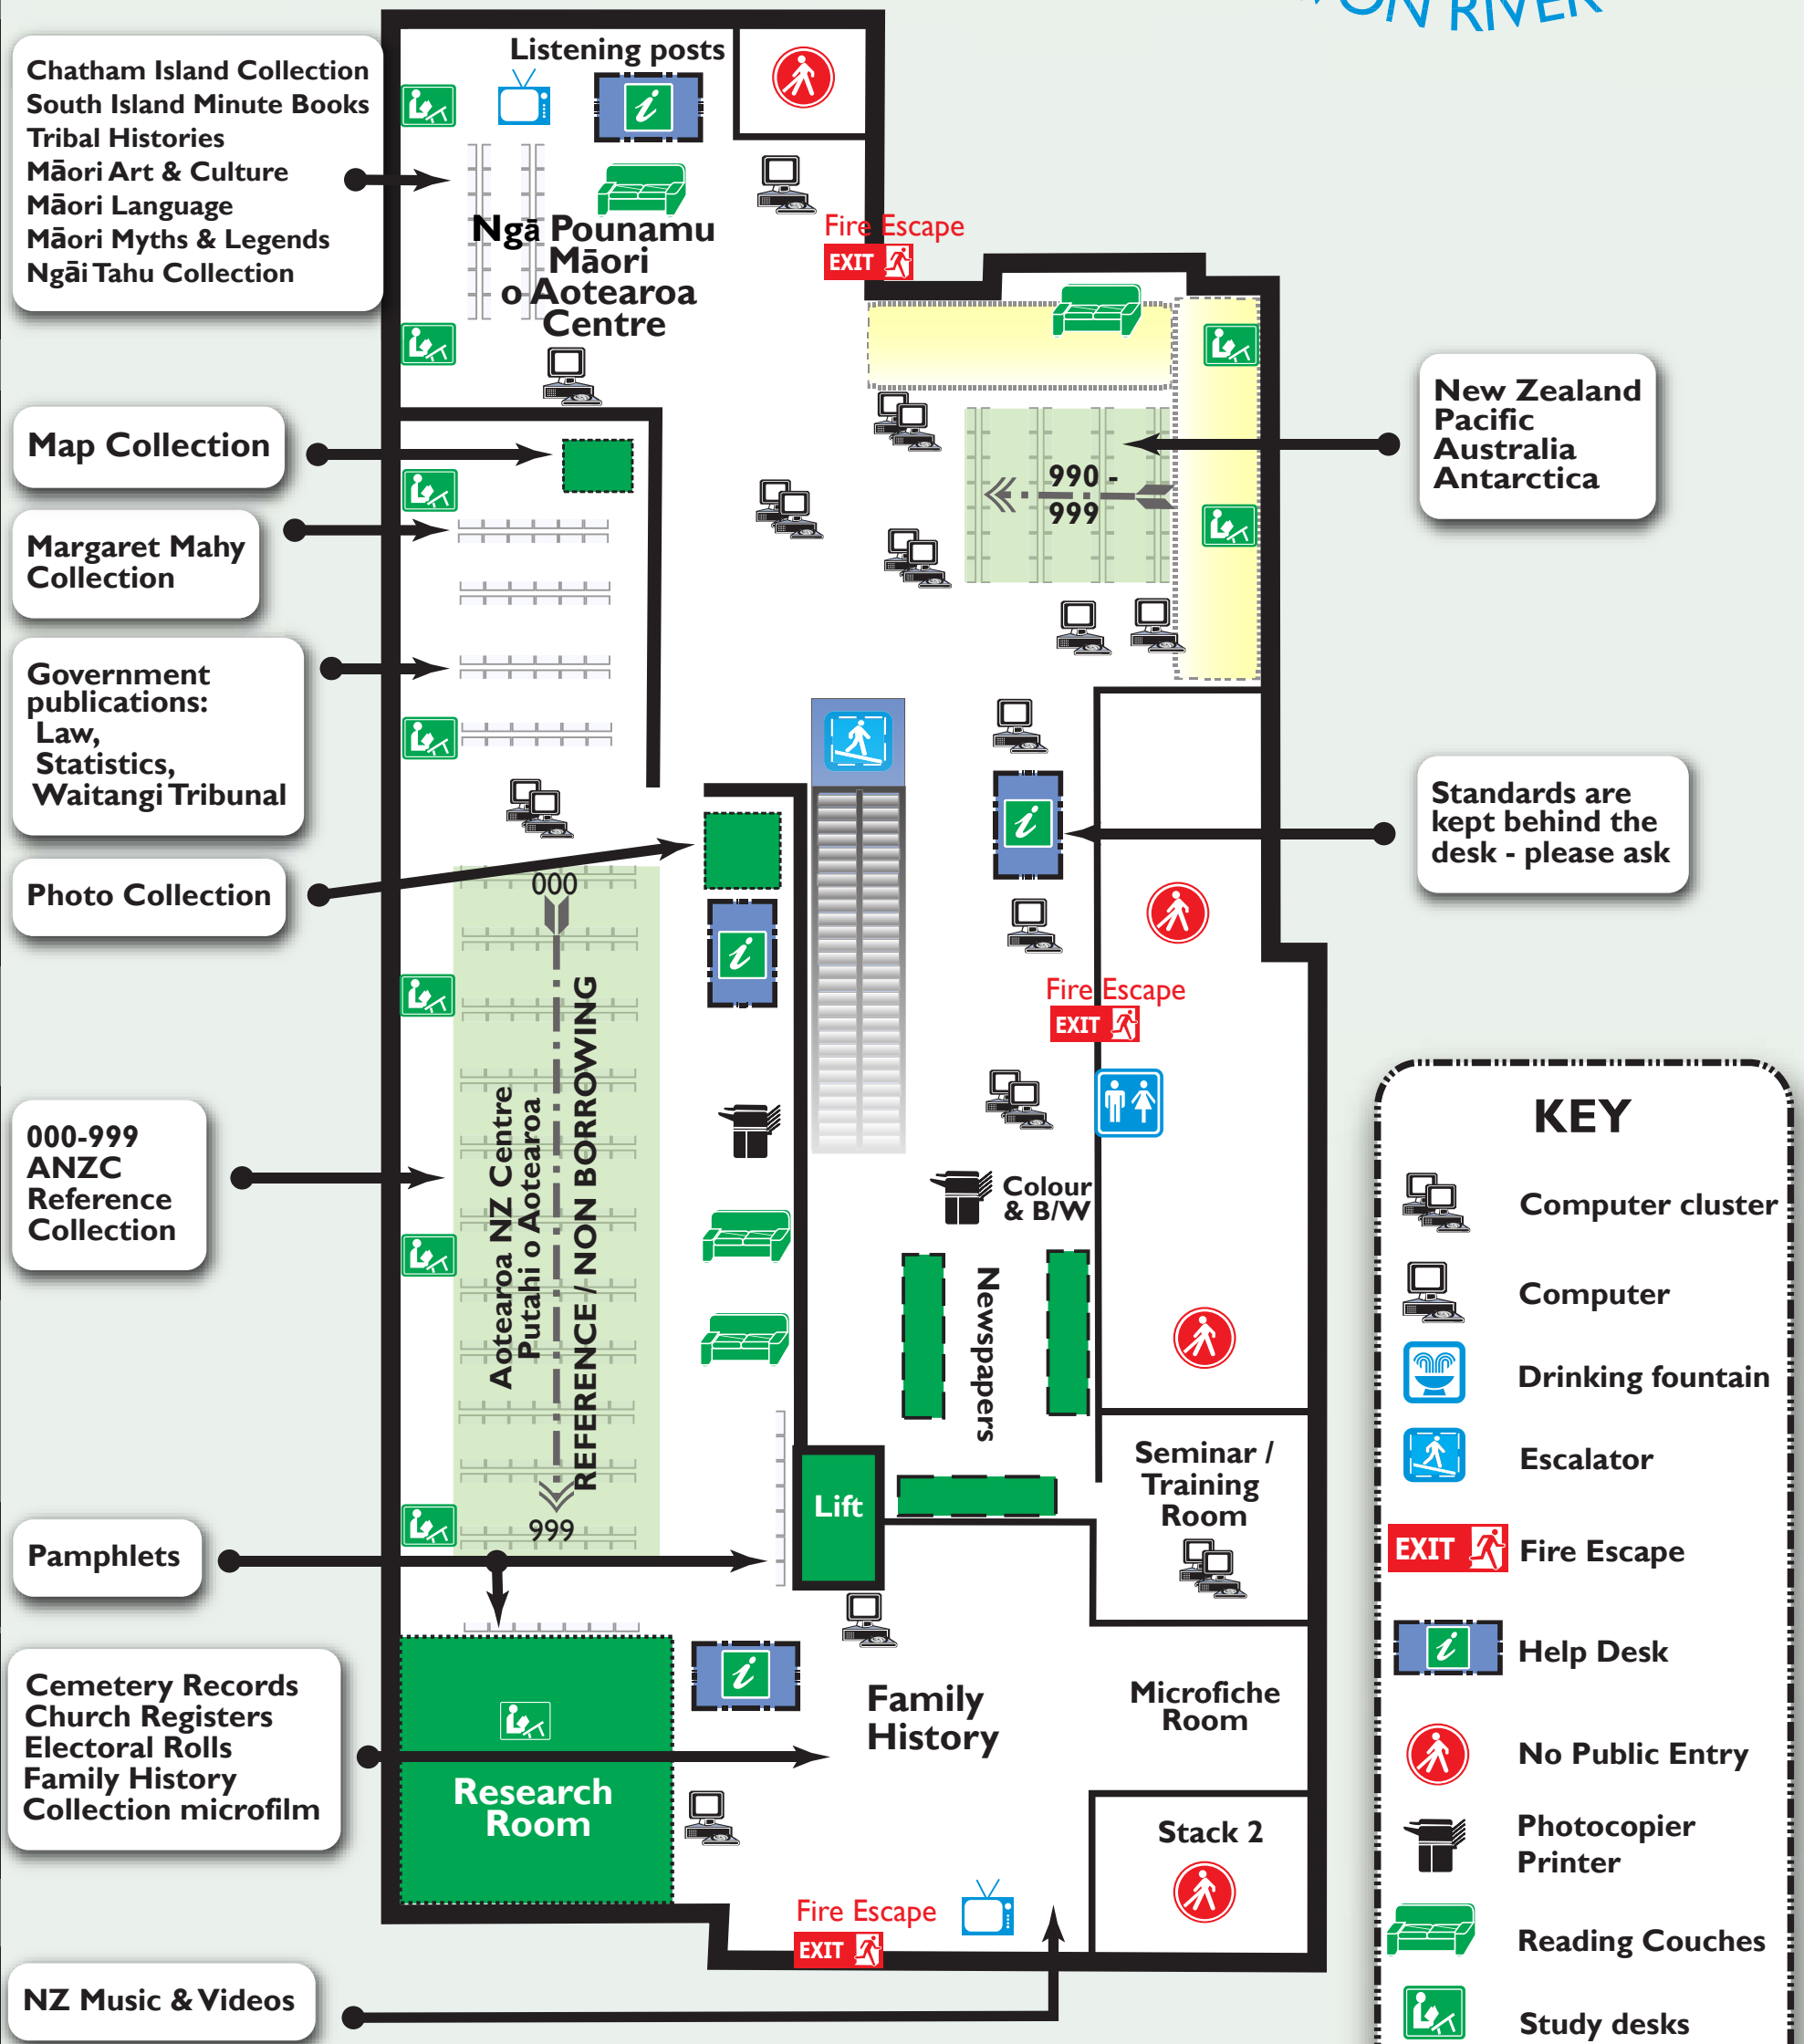 ON RIVER
Chatham Island Collection
South Island Minute Books
Tribal Histories
Māori Art & Culture
Māori Language
Māori Myths & Legends
Ngāi Tahu Collection
Listening posts
Ngā Pounamu
Māori
o Aotearoa
Centre
Fire Escape
EXIT
Map Collection
Margaret Mahy
Collection
Government
publications:
Law,
Statistics,
Waitangi Tribunal
Photo Collection
000-999
ANZC
Reference
Collection
Pamphlets
Cemetery Records
Church Registers
Electoral Rolls
Family History
Collection microfilm
NZ Music & Videos
990 -
999
New Zealand
Pacific
Australia
Antarctica
Standards are
kept behind the
desk - please ask
000
Aotearoa NZ Centre
Putahi o Aotearoa
REFERENCE / NON BORROWING
999
Fire Escape
EXIT
Colour
& B/W
Newspapers
Lift
Seminar /
Training
Room
Family
History
Microfiche
Room
Research
Room
Stack 2
Fire Escape
EXIT
KEY
Computer cluster
Computer
Drinking fountain
Escalator
EXIT
Fire Escape
Help Desk
No Public Entry
Photocopier
Printer
Reading Couches
Study desks